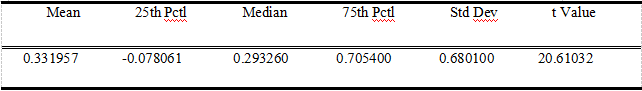 Mean 25th Pctl Median 75th Pctl Std Dev t Value
0.331957 -0.078061 0.293260 0.705400 0.680100 20.61032